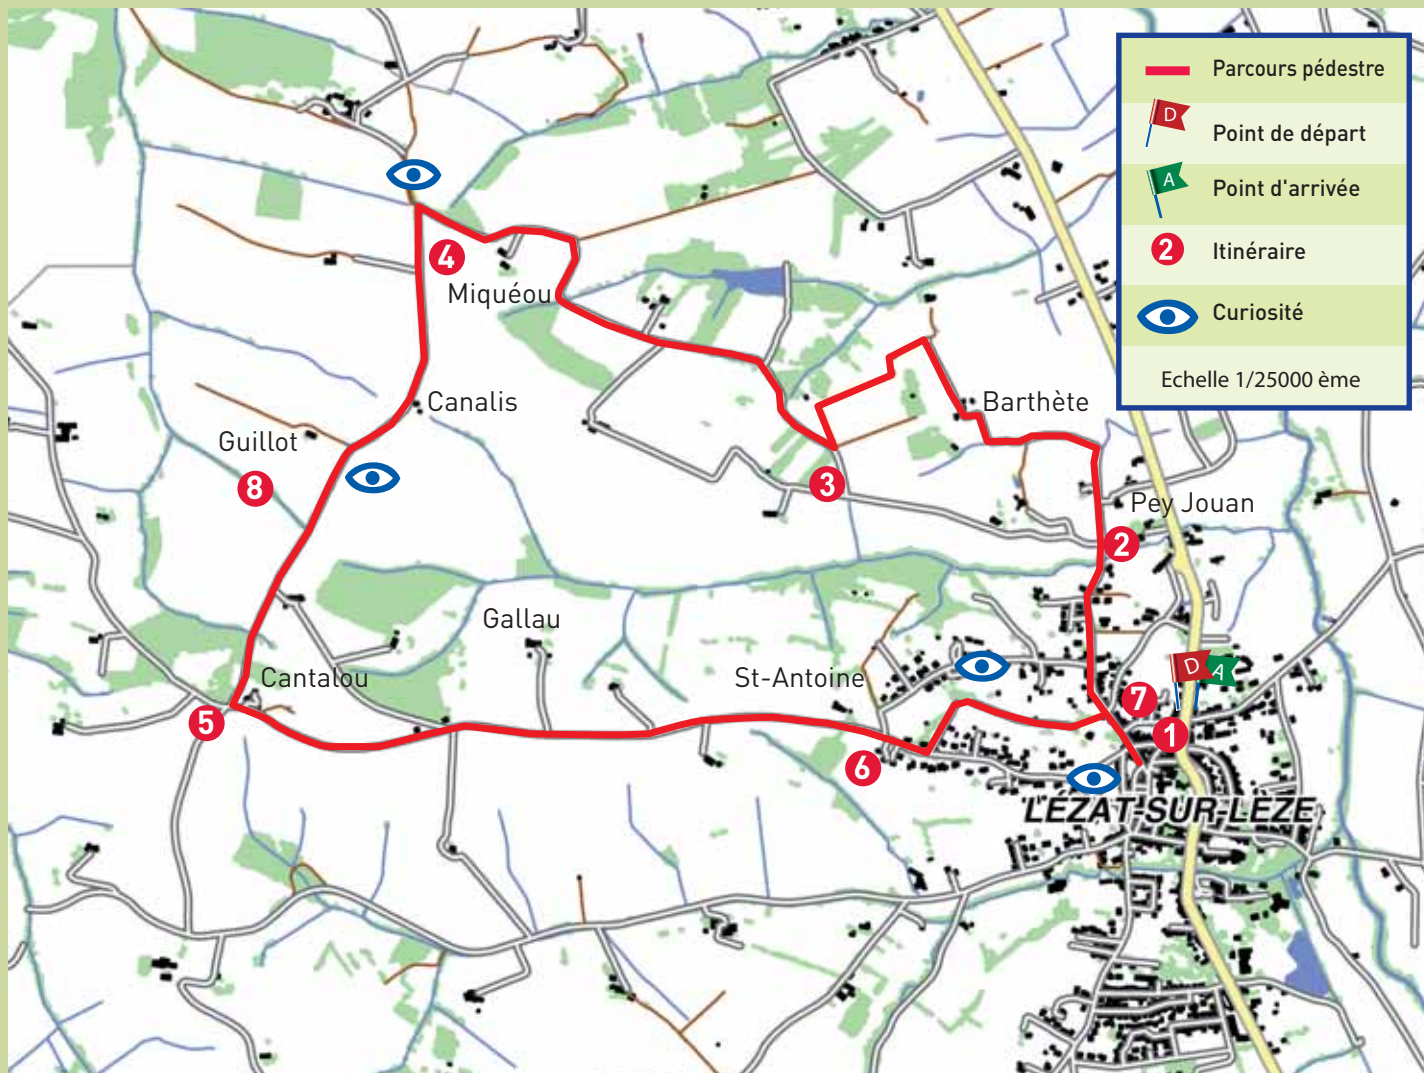 Parcours pédestre
D
Point de départ
A
Point d'arrivée
2
Itinéraire
Curiosité
Echelle 1/25000 ème
4
Miquéou
Canalis
Barthète
Guillot
8
3
Pey Jouan
2
Gallau
St-Antoine
D
A
Cantalou
7
5
1
6
LÉZAT-SUR-LÈZE